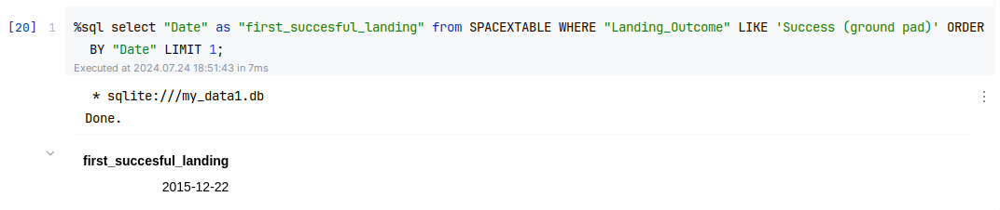 [20] 1 %sql select "Date" as "first_succesful_landing" from SPACEXTABLE WHERE "Landing_Outcome" LIKE 'Success (ground pad)' ORDER
BY "Date" LIMIT 1;
Executed at 2024.07.24 18:51:43 in 7ms
* sqlite:///my_data1.db
Done.
first_succesful_landing
2015-12-22